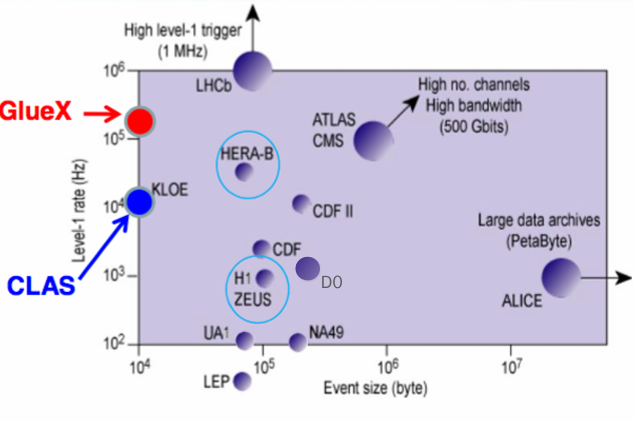 High level-1 trigger
(1 MHz)
10⁶
LHCb
High no. channels
High bandwidth
(500 Gbits)
GlueX
ATLAS
CMS
10⁵
HERA-B
KLOE
10⁴
CDF II
Level-1 rate (Hz)
Large data archives
(PetaByte)
CDF
CLAS
10³
H1
ZEUS
D0
ALICE
UA1
NA49
10²
10⁴
10⁵
10⁶
10⁷
LEP
Event size (byte)